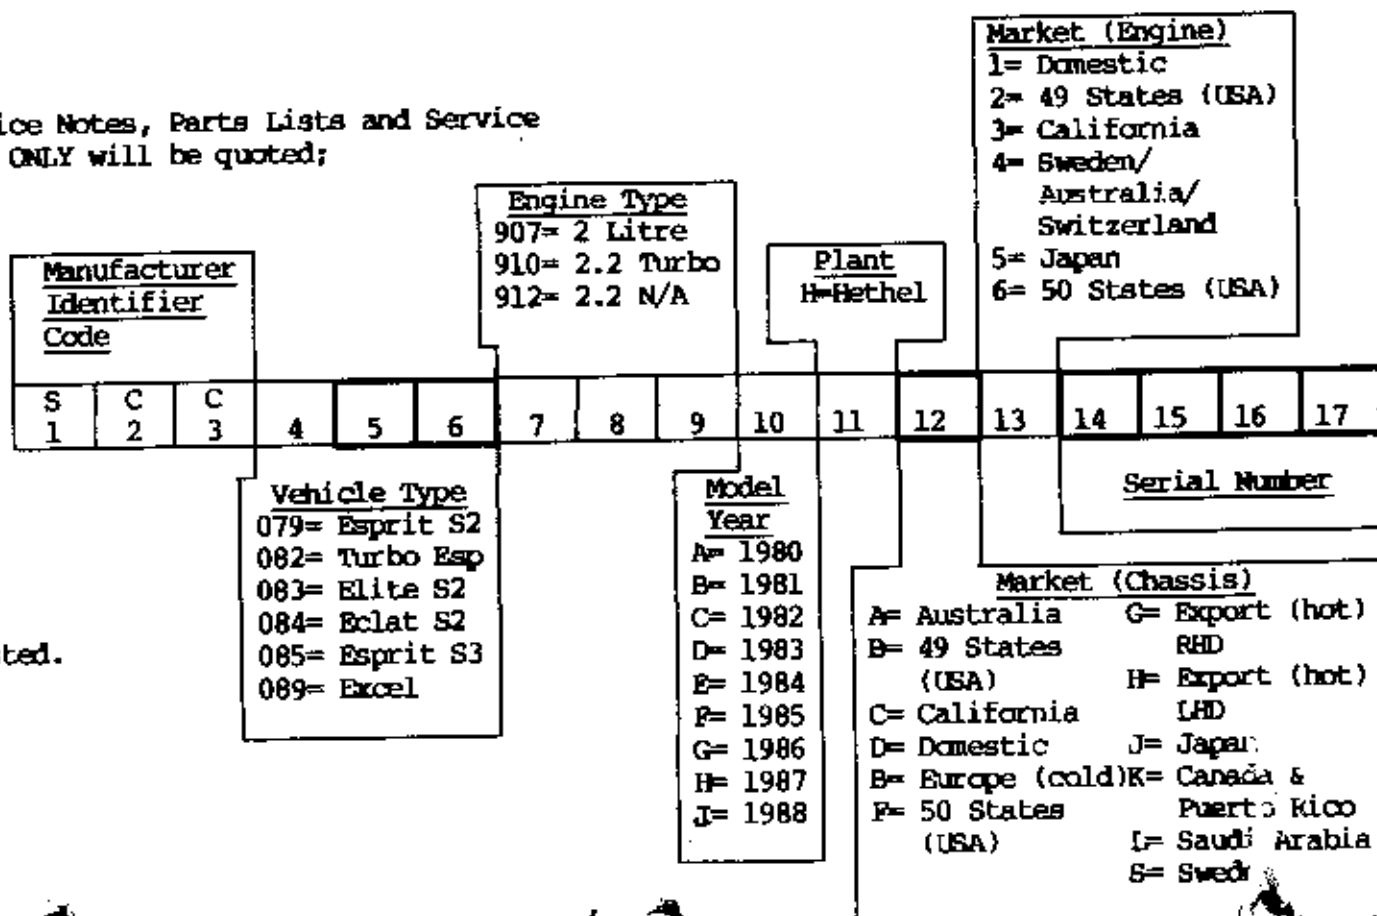 ice Notes, Parts Lists and Service
ONLY will be quoted;
ted.
Manufacturer
Identifier
Code
Engine Type
907= 2 Litre
910= 2.2 Turbo
912= 2.2 N/A
Plant
H=Hethel
Market (Engine)
1= Domestic
2= 49 States (USA)
3= California
4= Sweden/
Australia/
Switzerland
5= Japan
6= 50 States (USA)
S C C
1 2 3 4 5 6 7 8 9 10 11 12 13 14 15 16 17
Vehicle Type
079= Esprit S2
082= Turbo Esp
083= Elite S2
084= Eclat S2
085= Esprit S3
089= Excel
Model
Year
A= 1980
B= 1981
C= 1982
D= 1983
E= 1984
F= 1985
G= 1986
H= 1987
J= 1988
Serial Number
Market (Chassis)
A= Australia
B= 49 States
(USA)
C= California
D= Domestic
Europe (cold)
F= 50 States
(USA)
G= Export (hot)
RHD
H= Export (hot)
LHD
J= Japan
K= Canada &
Puerto Rico
Saudi Arabia
S=